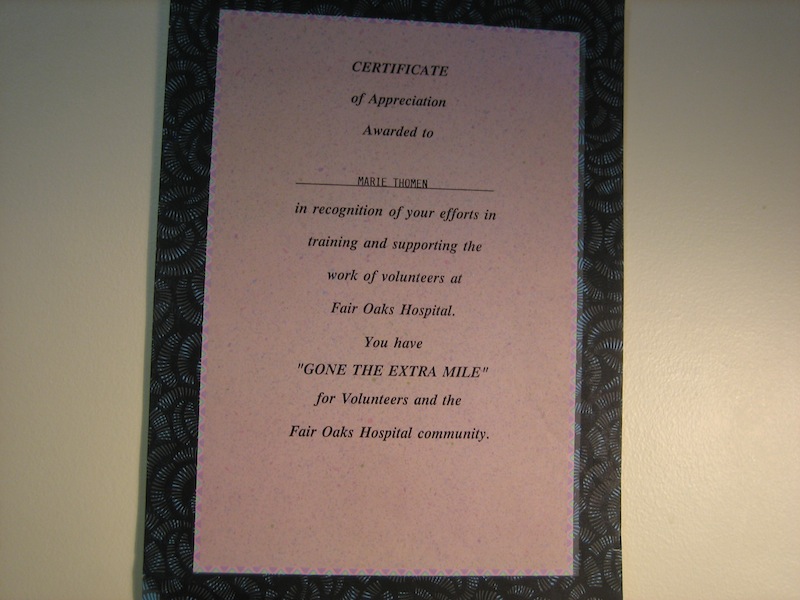 CERTIFICATE
of Appreciation
Awarded to
MARIE THOMEN
in recognition of your efforts in
training and supporting the
work of volunteers at
Fair Oaks Hospital.
You have
"GONE THE EXTRA MILE"
for Volunteers and the
Fair Oaks Hospital community.